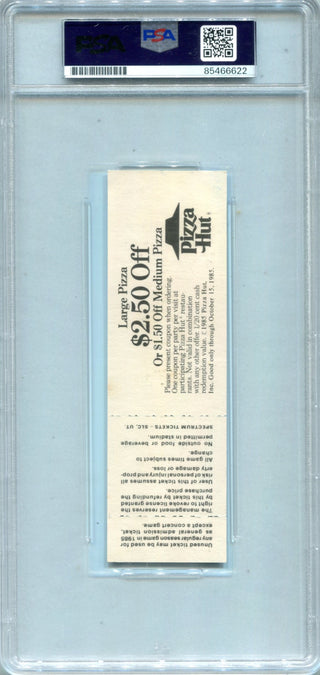 PSA
PSA
85466622
Large Pizza
$2.50 Off
Or $1.50 Off Medium Pizza
Please present coupon when ordering.
One coupon per party per visit at
participating Pizza Hut® restau-
rants. Not valid in combination
with any other offer. 1/20 cent cash
redemption value. © 1985 Pizza Hut,
Inc. Good only through October 15, 1985.
Pizza
Hut®
Unused ticket may be used for
any regular season game in 1985
as general admission ticket,
except a concert game.
The management reserves the
right to revoke license granted
by this ticket by refunding the
purchase price.
User of this ticket assumes all
risk of personal injury and prop-
erty damage or loss.
All game times subject to
change.
No outside food or beverage
permitted in stadium.
SPECTRUM TICKETS - SLC, UT.